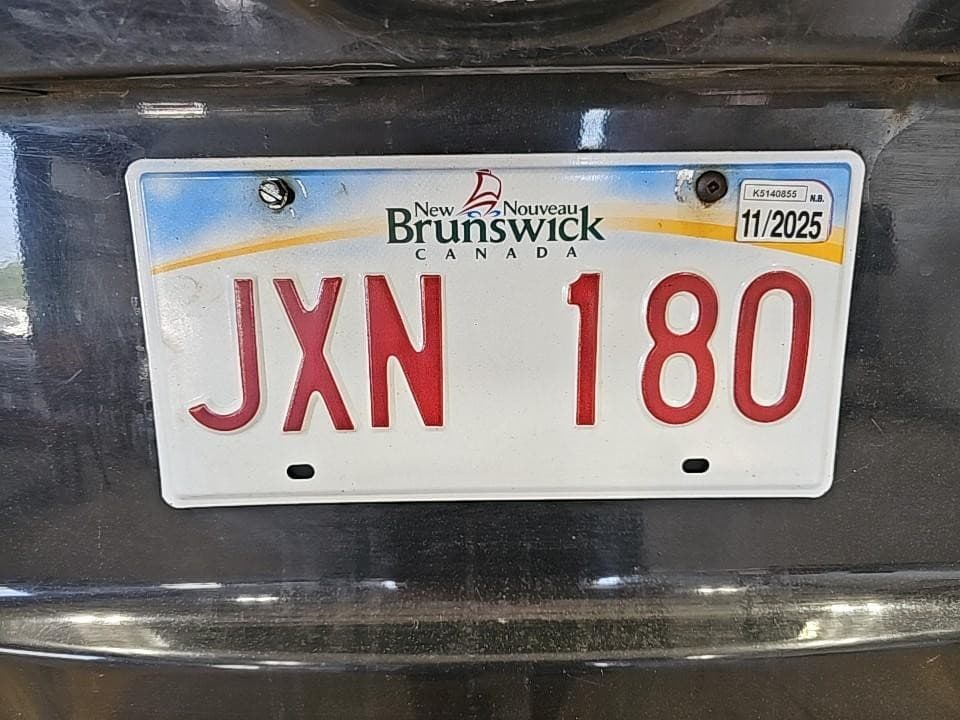 New Nouveau
Brunswick
CANADA
K5140855 N.B.
11/2025
JXN 180